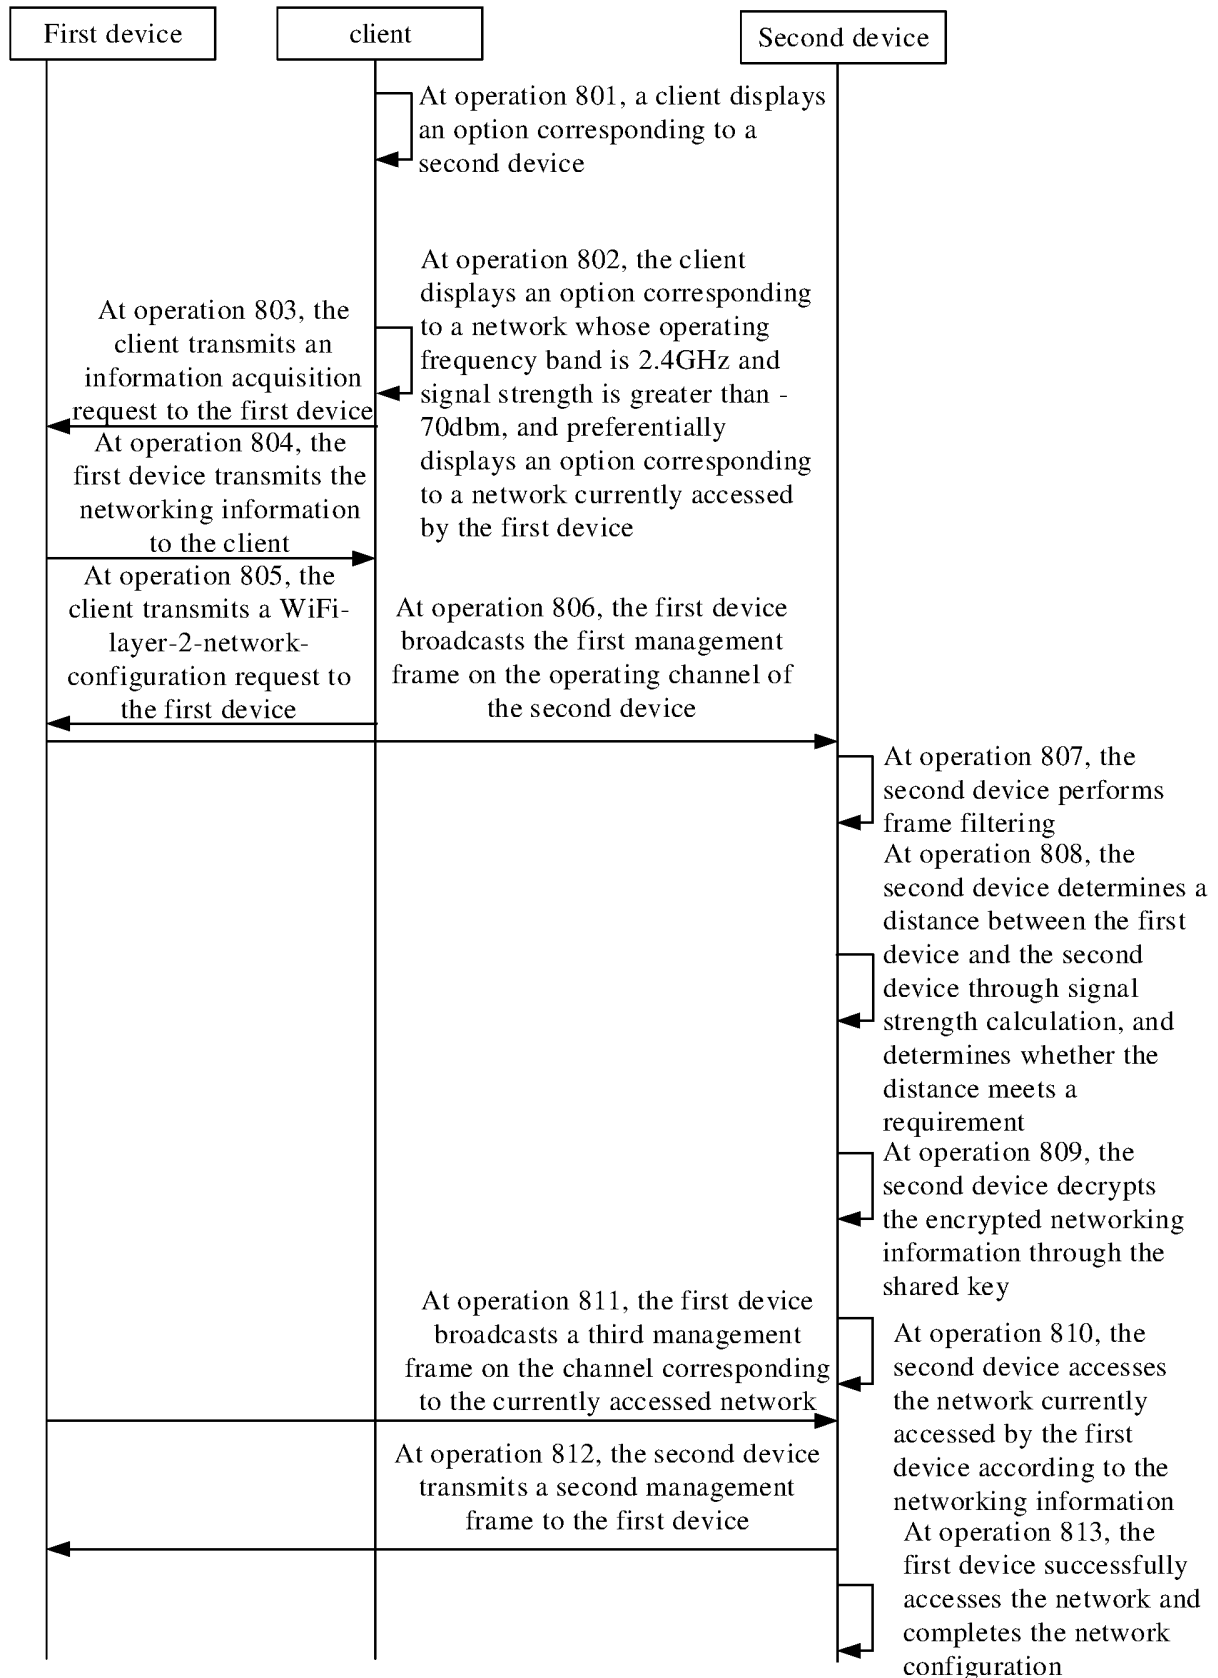 First device
client
Second device
At operation 801, a client displays
an option corresponding to a
second device
At operation 802, the client
displays an option corresponding
to a network whose operating
frequency band is 2.4GHz and
signal strength is greater than -
70dbm, and preferentially
displays an option corresponding
to a network currently accessed
by the first device
At operation 803, the
client transmits an
information acquisition
request to the first device
At operation 804, the
first device transmits the
networking information
to the client
At operation 805, the
client transmits a WiFi-
layer-2-network-
configuration request to
the first device
At operation 806, the first device
broadcasts the first management
frame on the operating channel of
the second device
At operation 807, the
second device performs
frame filtering
At operation 808, the
second device determines a
distance between the first
device and the second
device through signal
strength calculation, and
determines whether the
distance meets a
requirement
At operation 809, the
second device decrypts
the encrypted networking
information through the
shared key
At operation 810, the
second device accesses
the network currently
accessed by the first
device according to the
networking information
At operation 811, the first device
broadcasts a third management
frame on the channel corresponding
to the currently accessed network
At operation 812, the second device
transmits a second management
frame to the first device
At operation 813, the
first device successfully
accesses the network and
completes the network
configuration